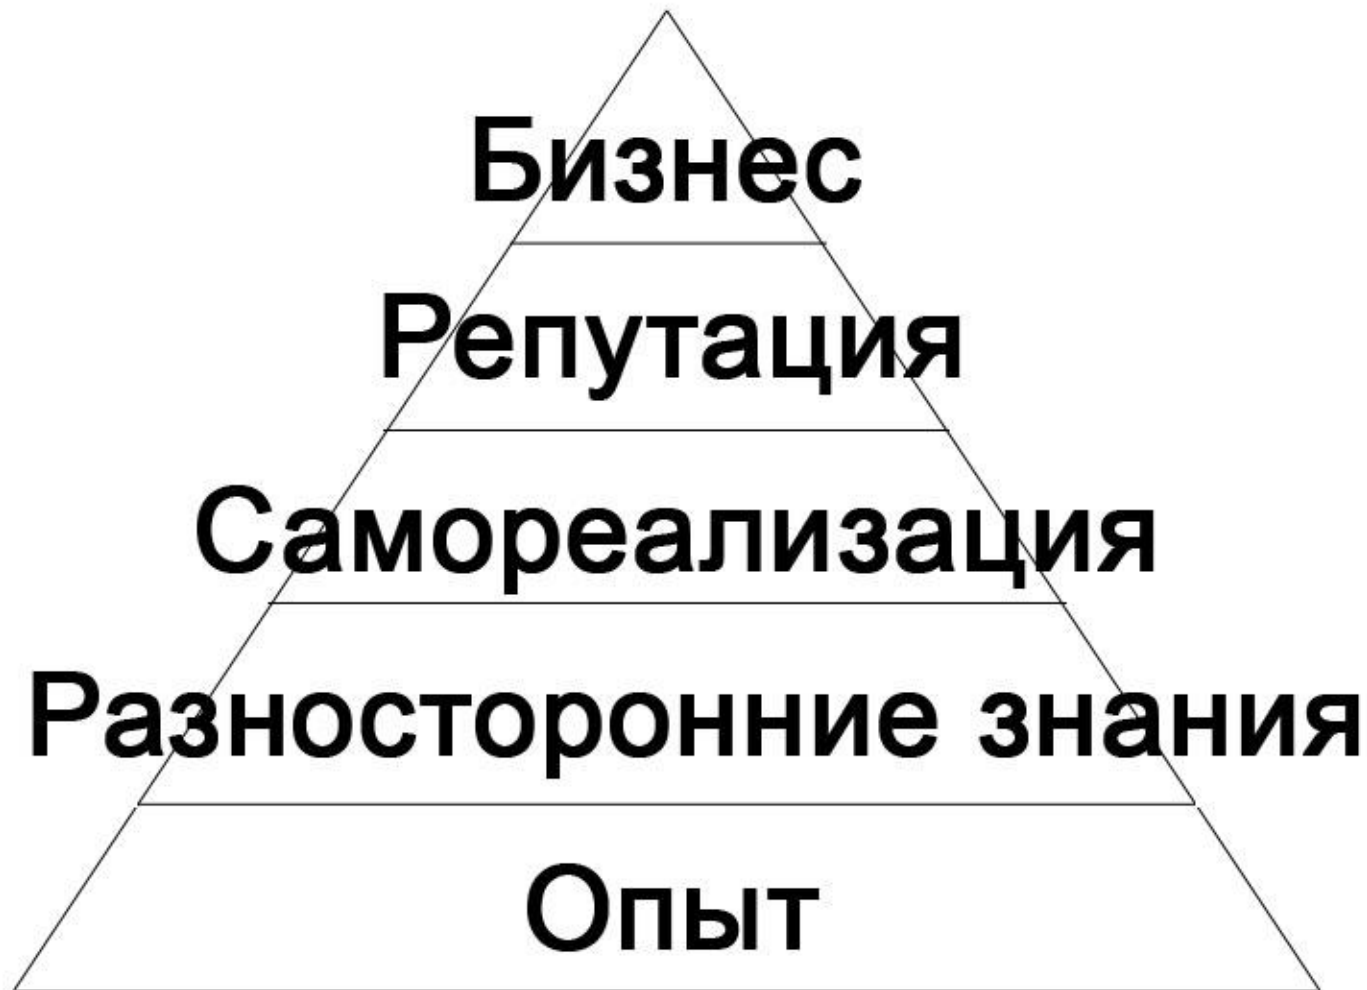 Бизнес
Репутация
Самореализация
Разносторонние знания
Опыт